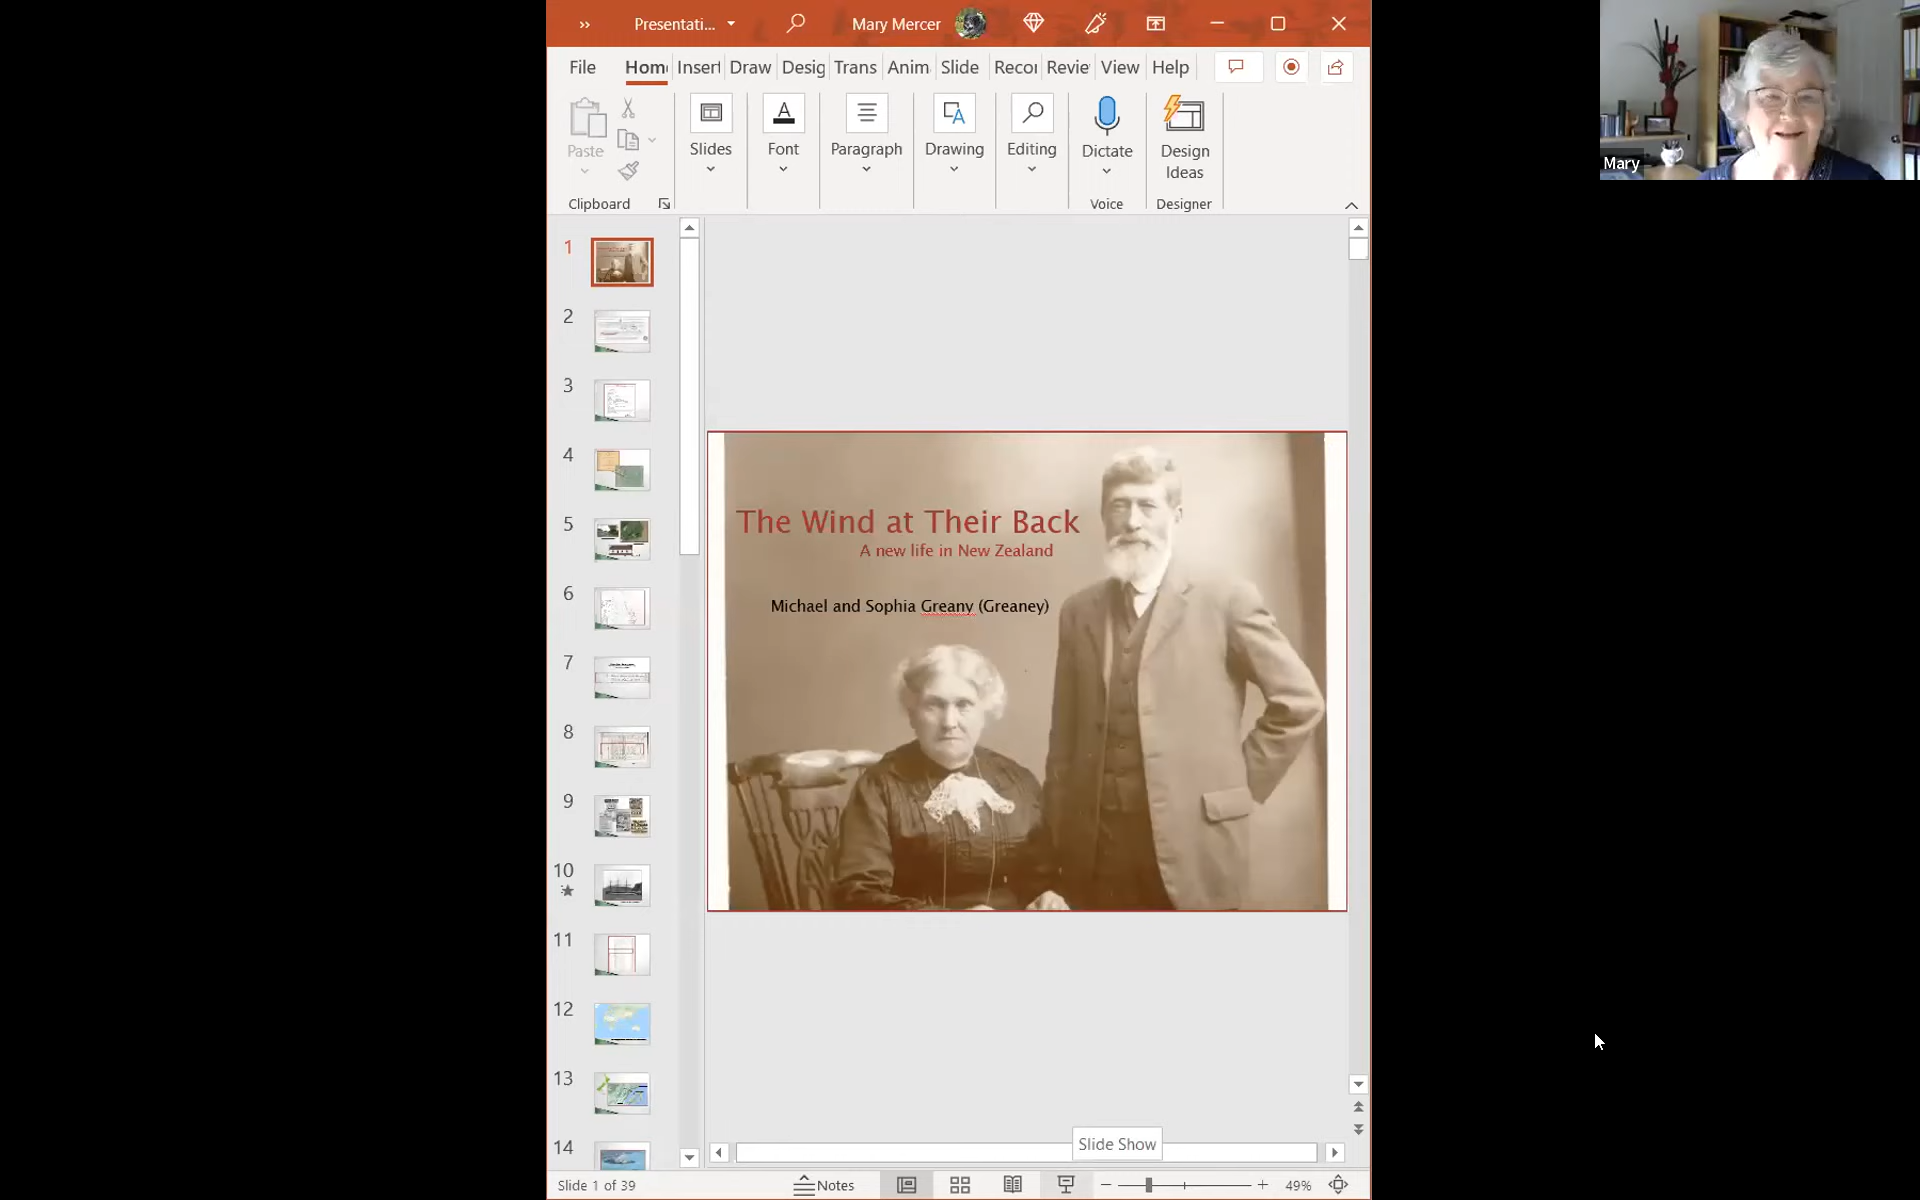 »
Presentati...
Mary Mercer
File
Hom
Insert
Draw
Desig
Trans
Anim
Slide
Recor
Revie
View
Help
Paste
Slides
Font
Paragraph
Drawing
Editing
Dictate
Design
Ideas
Clipboard
Voice
Designer
Mary
1
2
3
4
5
6
7
8
9
10
11
12
13
14
The Wind at Their Back
A new life in New Zealand
Michael and Sophia Greany (Greaney)
Slide Show
Slide 1 of 39
Notes
49%